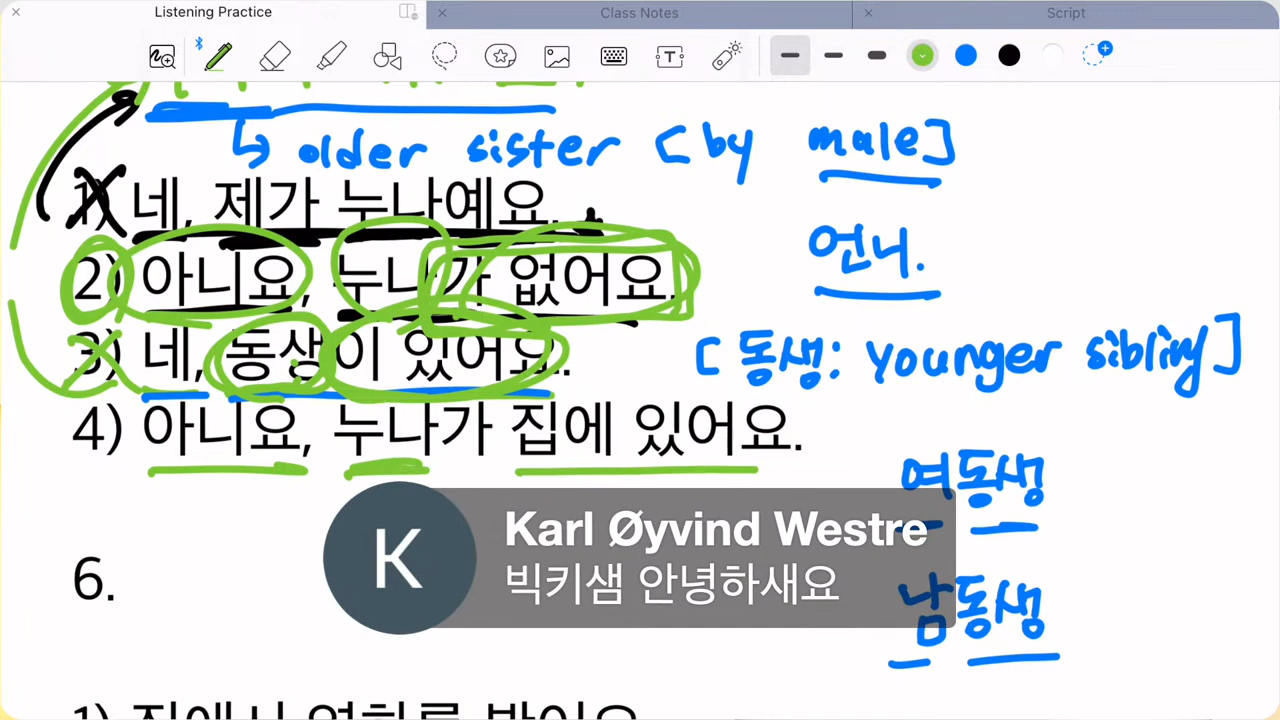 Listening Practice
Class Notes
Script
older sister [by male]
1) 네, 제가 누나예요.
언니.
2) 아니요, 누나가 없어요.
3) 네, 동생이 있어요.
[동생: younger sibling]
4) 아니요, 누나가 집에 있어요.
여동생
K
Karl Øyvind Westre
빅키샘 안녕하새요
6.
남동생